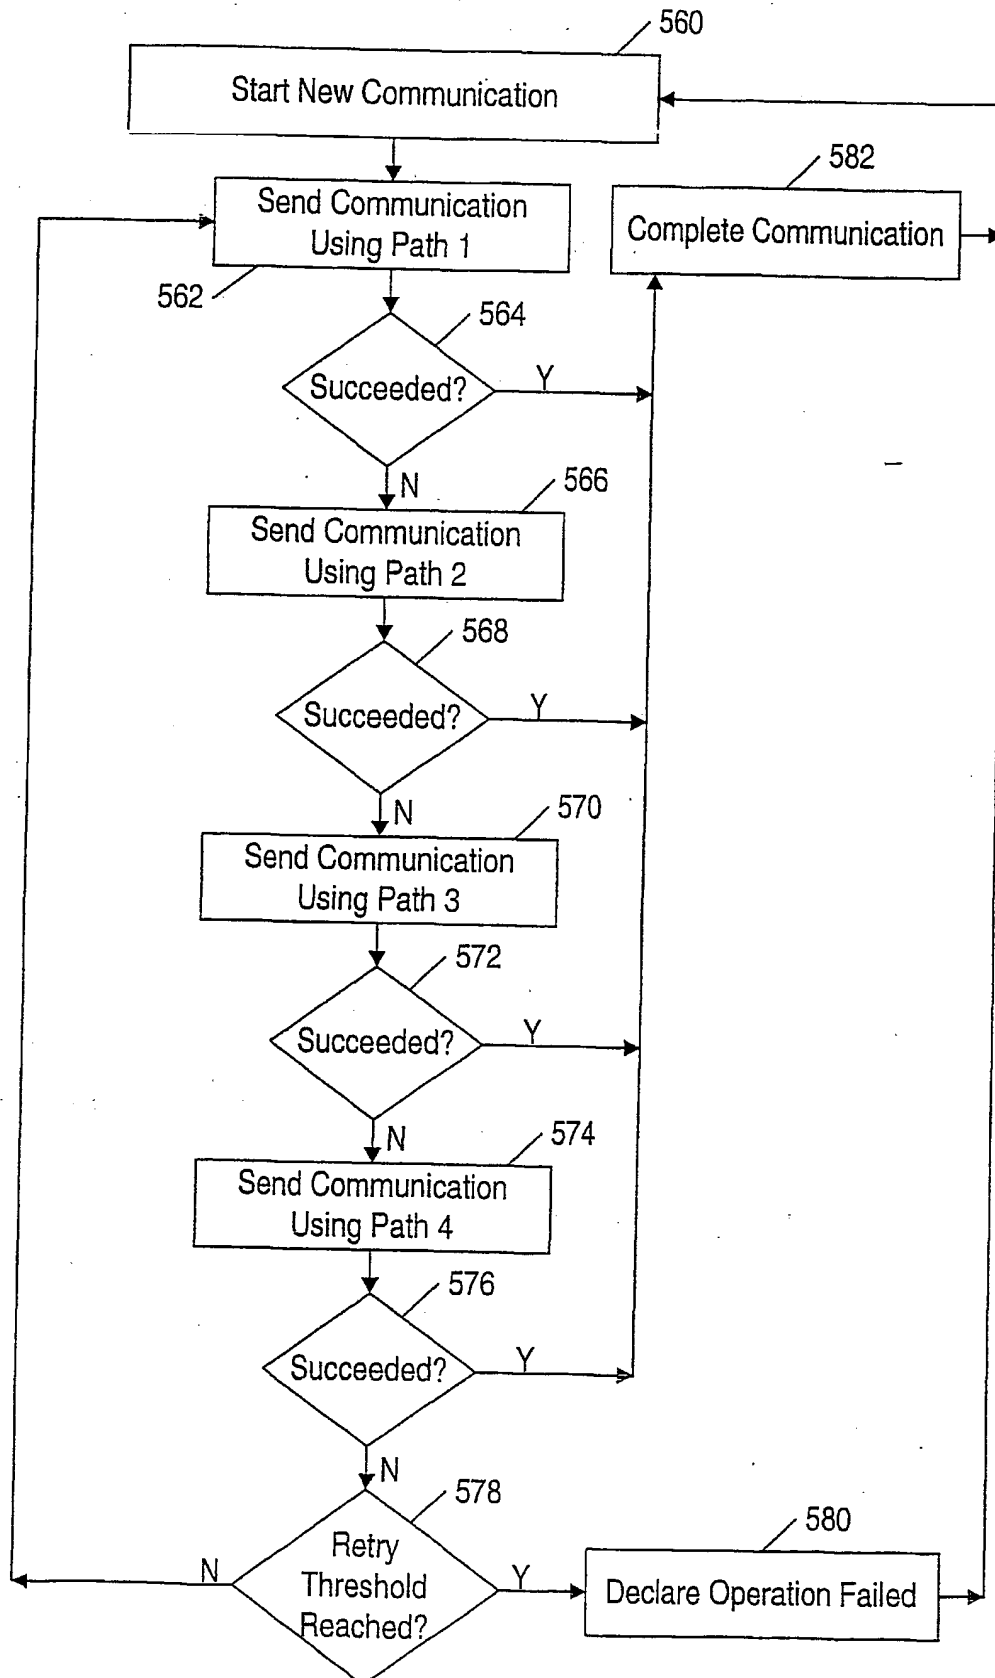 560
Start New Communication
582
Send Communication
Using Path 1
Complete Communication
562
564
Succeeded?
Y
N
566
Send Communication
Using Path 2
568
Succeeded?
Y
N
570
Send Communication
Using Path 3
572
Succeeded?
Y
N
574
Send Communication
Using Path 4
576
Succeeded?
Y
N
578
Retry
Threshold
Reached?
N
Y
580
Declare Operation Failed